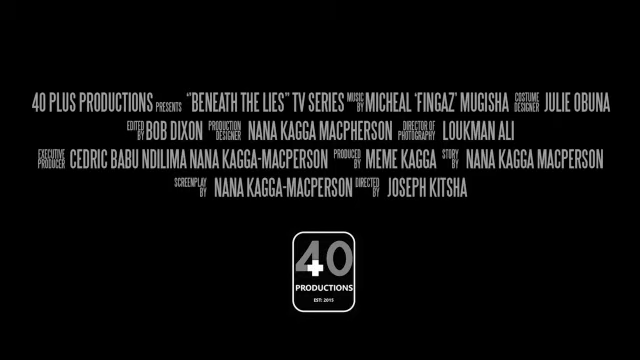 40 PLUS PRODUCTIONS PRESENTS “BENEATH THE LIES” TV SERIES MUSIC BY MICHEAL ‘FINGAZ’ MUGISHA COSTUME DESIGNER JULIE OBUNA
EDITED BY BOB DIXON PRODUCTION DESIGNER NANA KAGGA MACPHERSON DIRECTOR OF PHOTOGRAPHY LOUKMAN ALI
EXECUTIVE PRODUCER CEDRIC BABU NDILIMA NANA KAGGA-MACPERSON PRODUCED BY MEME KAGGA STORY BY NANA KAGGA MACPERSON
SCREENPLAY BY NANA KAGGA-MACPERSON DIRECTED BY JOSEPH KITSHA
40
PRODUCTIONS
EST: 2015